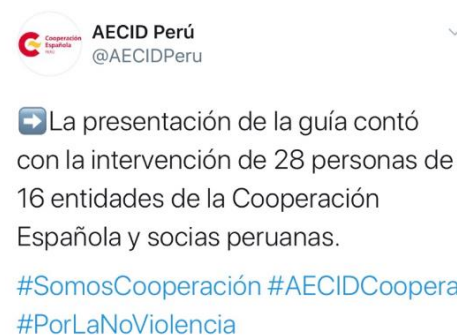 Cooperación
Española
AECID Perú
@AECIDPeru
➡️La presentación de la guía contó
con la intervención de 28 personas de
16 entidades de la Cooperación
Española y socias peruanas.
#SomosCooperación #AECIDCoopera
#PorLaNoViolencia